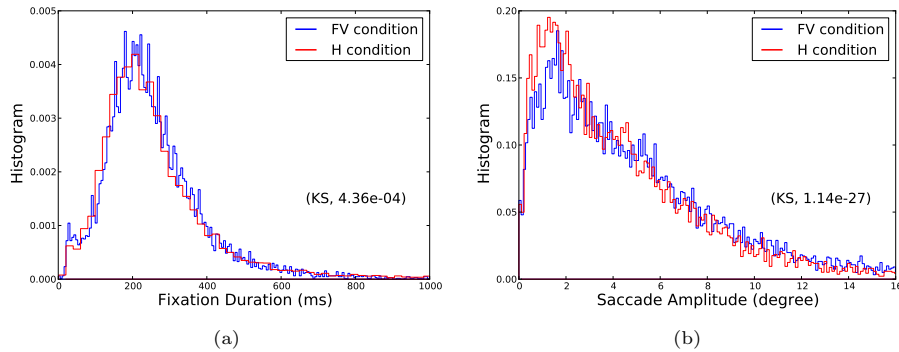 0.005
0.004
0.003
0.002
0.001
0.000
Histogram
FV condition
H condition
(KS, 4.36e-04)
0 200 400 600 800 1000
Fixation Duration (ms)
(a)
0.20
0.15
0.10
0.05
0.00
Histogram
FV condition
H condition
(KS, 1.14e-27)
0 2 4 6 8 10 12 14 16
Saccade Amplitude (degree)
(b)